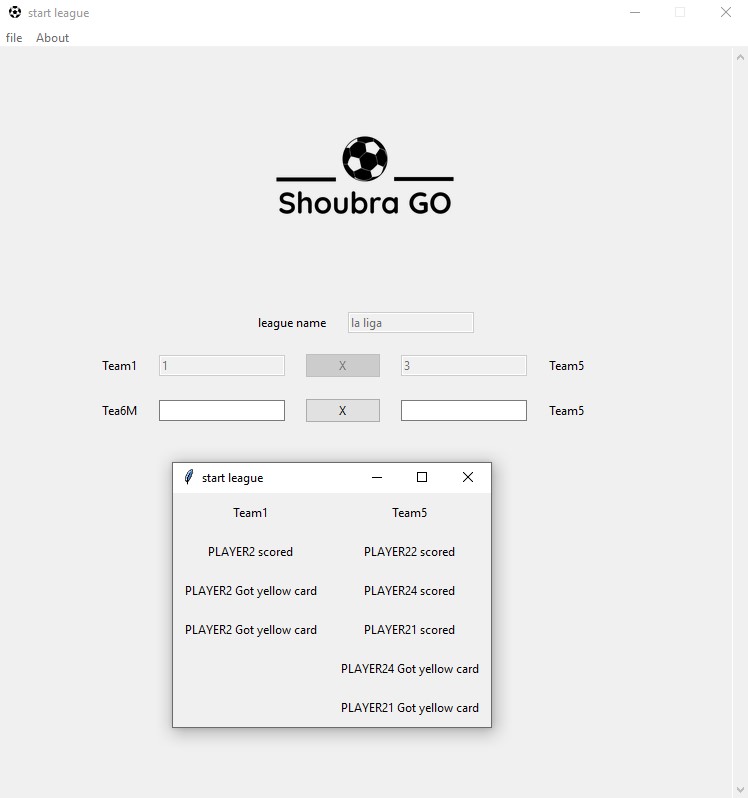 start league
file About
Shoubra GO
league name la liga
Team1 1 X 3 Team5
Tea6M X Team5
start league
Team1 Team5
PLAYER2 scored PLAYER22 scored
PLAYER2 Got yellow card PLAYER24 scored
PLAYER2 Got yellow card PLAYER21 scored
PLAYER24 Got yellow card
PLAYER21 Got yellow card